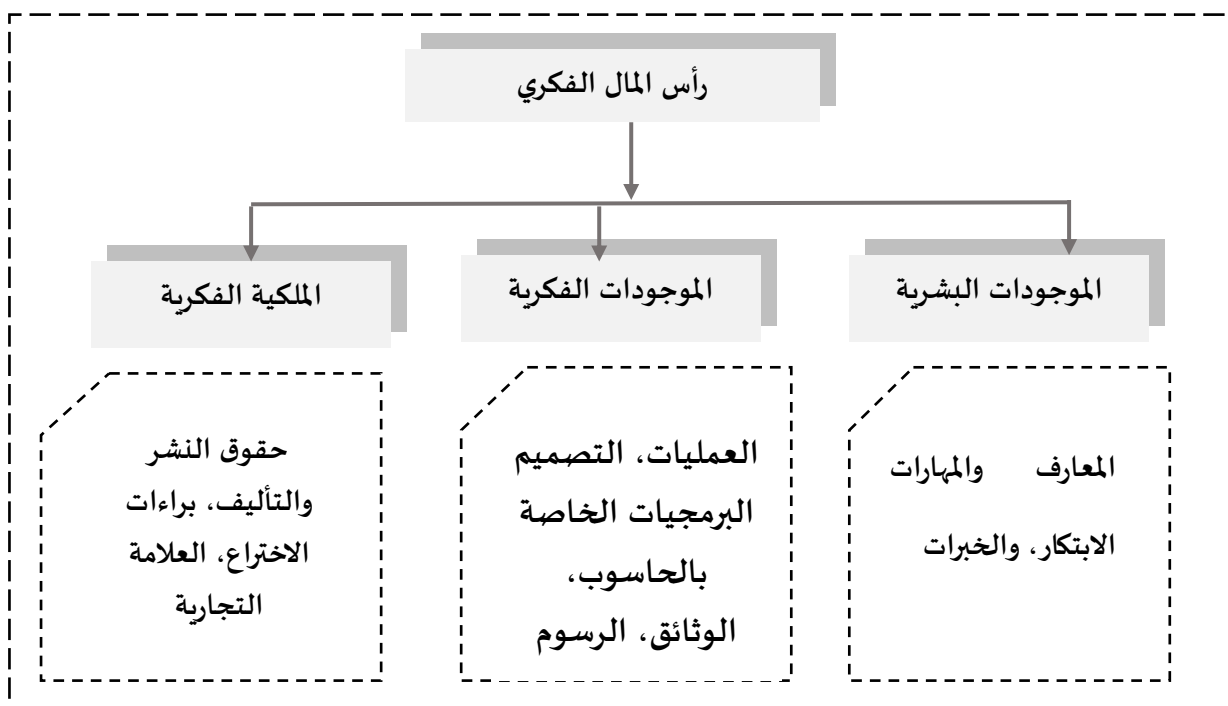 رأس المال الفكري
الموجودات البشرية
الموجودات الفكرية
الملكية الفكرية
المعارف والمهارات
الابتكار، والخبرات
العمليات، التصميم
البرمجيات الخاصة
بالحاسوب،
الوثائق، الرسوم
حقوق النشر
والتأليف، براءات
الاختراع، العلامة
التجارية